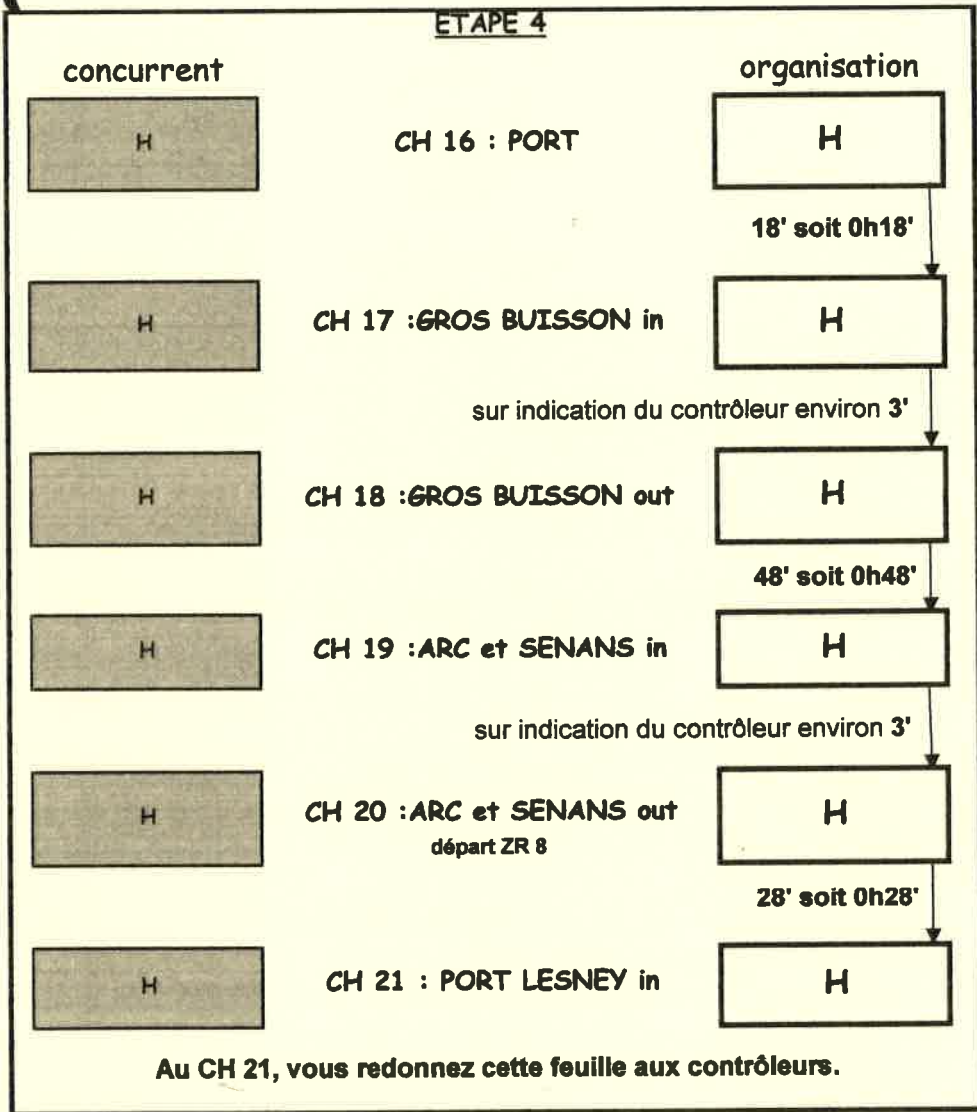 ETAPE 4
concurrent organisation
H CH 16 : PORT H
18' soit 0h18'
H CH 17 :GROS BUISSON in H
sur indication du contrôleur environ 3'
H CH 18 :GROS BUISSON out H
48' soit 0h48'
H CH 19 :ARC et SENANS in H
sur indication du contrôleur environ 3'
H CH 20 :ARC et SENANS out H
départ ZR 8
28' soit 0h28'
H CH 21 : PORT LESNEY in H
Au CH 21, vous redonnez cette feuille aux contrôleurs.